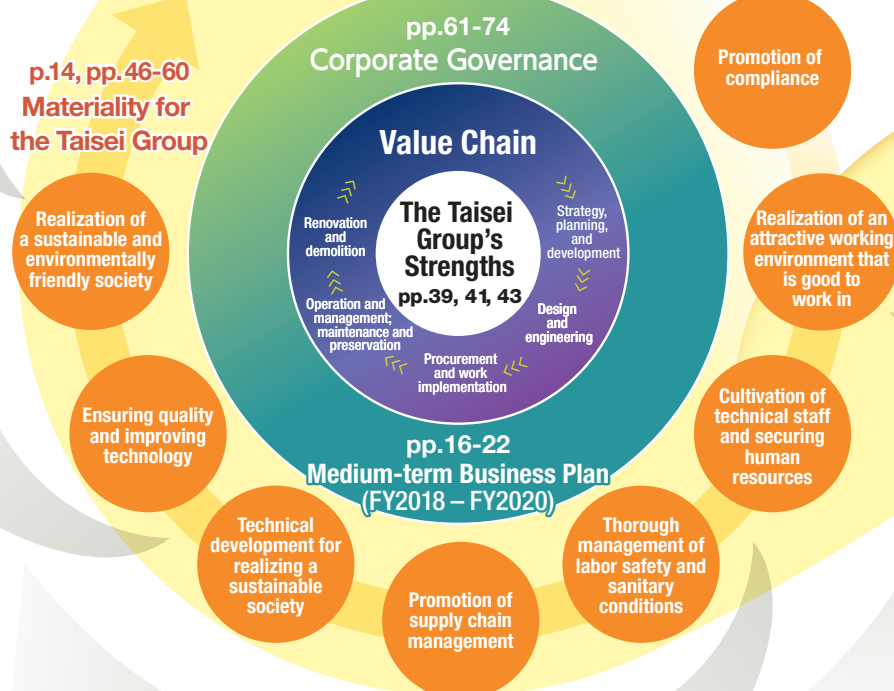 pp.61-74
Corporate Governance
p.14, pp.46-60
Materiality for
the Taisei Group
Promotion of
compliance
Value Chain
The Taisei
Group's
Strengths
pp.39, 41, 43
Strategy,
planning,
and
development
Design
and
engineering
Procurement
and work
implementation
Operation and
management;
maintenance and
preservation
Renovation
and
demolition
pp.16-22
Medium-term Business Plan
(FY2018 – FY2020)
Realization of an
attractive working
environment that
is good to
work in
Cultivation of
technical staff
and securing
human
resources
Thorough
management of
labor safety and
sanitary
conditions
Promotion of
supply chain
management
Technical
development for
realizing a
sustainable
society
Ensuring quality
and improving
technology
Realization of
a sustainable and
environmentally
friendly society